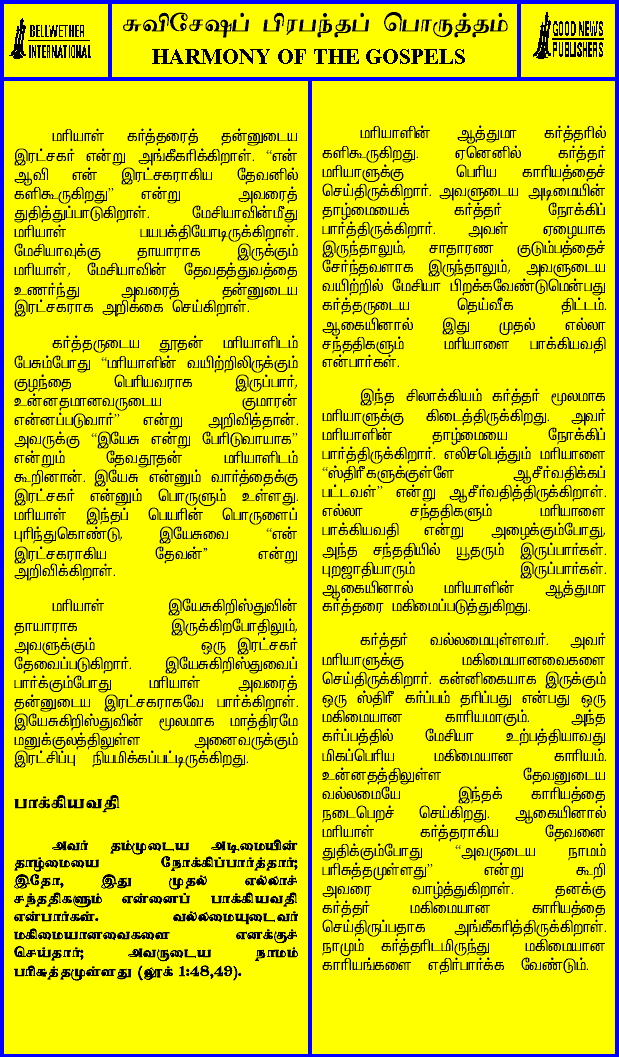 BELLWETHER
INTERNATIONAL
சுவிசேஷப் பிரபந்தப் பொருத்தம்
HARMONY OF THE GOSPELS
GOOD NEWS
PUBLISHERS
மரியாள் கர்த்தரைத் தன்னுடைய
இரட்சகர் என்று அங்கீகரிக்கிறாள். “என்
ஆவி என் இரட்சகராகிய தேவனில்
களிகூருகிறது” என்று அவரைத்
துதித்துப்பாடுகிறாள். மேசியாவின்மீது
மரியாள் பயபக்தியோடிருக்கிறாள்.
மேசியாவுக்கு தாயாராக இருக்கும்
மரியாள், மேசியாவின் தேவதத்துவத்தை
உணர்ந்து அவரைத் தன்னுடைய
இரட்சகராக அறிக்கை செய்கிறாள்.
கர்த்தருடைய தூதன் மரியாளிடம்
பேசும்போது “மரியாளின் வயிற்றிலிருக்கும்
குழந்தை பெரியவராக இருப்பார்,
உன்னதமானவருடைய குமாரன்
என்னப்படுவார்” என்று அறிவித்தான்.
அவருக்கு “இயேசு என்று பேரிடுவாயாக”
என்றும் தேவதூதன் மரியாளிடம்
கூறினான். இயேசு என்னும் வார்த்தைக்கு
இரட்சகர் என்னும் பொருளும் உள்ளது.
மரியாள் இந்தப் பெயரின் பொருளைப்
புரிந்துகொண்டு, இயேசுவை “என்
இரட்சகராகிய தேவன்” என்று
அறிவிக்கிறாள்.
மரியாள் இயேசுகிறிஸ்துவின்
தாயாராக இருக்கிறபோதிலும்,
அவளுக்கும் ஒரு இரட்சகர்
தேவைப்படுகிறார். இயேசுகிறிஸ்துவைப்
பார்க்கும்போது மரியாள் அவரைத்
தன்னுடைய இரட்சகராகவே பார்க்கிறாள்.
இயேசுகிறிஸ்துவின் மூலமாக மாத்திரமே
மனுக்குலத்திலுள்ள அனைவருக்கும்
இரட்சிப்பு நியமிக்கப்பட்டிருக்கிறது.
பாக்கியவதி
அவர் தம்முடைய அடிமையின்
தாழ்மையை நோக்கிப்பார்த்தார்;
இதோ, இது முதல் எல்லாச்
சந்ததிகளும் என்னைப் பாக்கியவதி
என்பார்கள். வல்லமையுடைவர்
மகிமையானவைகளை எனக்குச்
செய்தார்; அவருடைய நாமம்
பரிசுத்தமுள்ளது (லூக் 1:48,49).
மரியாளின் ஆத்துமா கர்த்தரில்
களிகூருகிறது. ஏனெனில் கர்த்தர்
மரியாளுக்கு பெரிய காரியத்தைச்
செய்திருக்கிறார். அவளுடைய அடிமையின்
தாழ்மையைக் கர்த்தர் நோக்கிப்
பார்த்திருக்கிறார். அவள் ஏழையாக
இருந்தாலும், சாதாரண குடும்பத்தைச்
சேர்ந்தவளாக இருந்தாலும், அவளுடைய
வயிற்றில் மேசியா பிறக்கவேண்டுமென்பது
கர்த்தருடைய தெய்வீக திட்டம்.
ஆகையினால் இது முதல் எல்லா
சந்ததிகளும் மரியாளை பாக்கியவதி
என்பார்கள்.
இந்த சிலாக்கியம் கர்த்தர் மூலமாக
மரியாளுக்கு கிடைத்திருக்கிறது. அவர்
மரியாளின் தாழ்மையை நோக்கிப்
பார்த்திருக்கிறார். எலிசபெத்தும் மரியாளை
“ஸ்திரீகளுக்குள்ளே ஆசீர்வதிக்கப்
பட்டவள்” என்று ஆசீர்வதித்திருக்கிறாள்.
எல்லா சந்ததிகளும் மரியாளை
பாக்கியவதி என்று அழைக்கும்போது,
அந்த சந்ததியில் யூதரும் இருப்பார்கள்.
புறஜாதியாரும் இருப்பார்கள்.
ஆகையினால் மரியாளின் ஆத்துமா
கர்த்தரை மகிமைப்படுத்துகிறது.
கர்த்தர் வல்லமையுள்ளவர். அவர்
மரியாளுக்கு மகிமையானவைகளை
செய்திருக்கிறார். கன்னிகையாக இருக்கும்
ஒரு ஸ்திரீ கர்ப்பம் தரிப்பது என்பது ஒரு
மகிமையான காரியமாகும். அந்த
கர்ப்பத்தில் மேசியா உற்பத்தியாவது
மிகப்பெரிய மகிமையான காரியம்.
உன்னதத்திலுள்ள தேவனுடைய
வல்லமையே இந்தக் காரியத்தை
நடைபெறச் செய்கிறது. ஆகையினால்
மரியாள் கர்த்தராகிய தேவனை
துதிக்கும்போது “அவருடைய நாமம்
பரிசுத்தமுள்ளது” என்று கூறி
அவரை வாழ்த்துகிறாள். தனக்கு
கர்த்தர் மகிமையான காரியத்தை
செய்திருப்பதாக அங்கீகரித்திருக்கிறாள்.
நாமும் கர்த்தரிடமிருந்து மகிமையான
காரியங்களை எதிர்பார்க்க வேண்டும்.